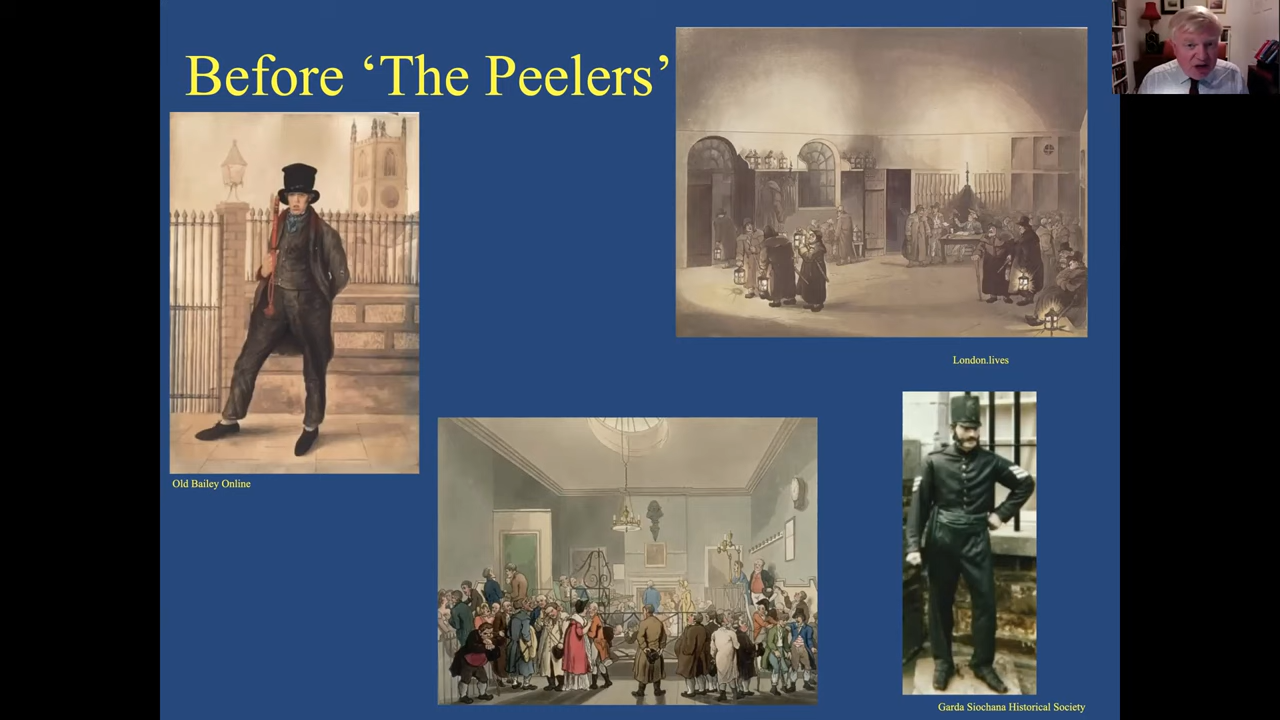 Before ‘The Peelers’
London.lives
Old Bailey Online
Garda Siochana Historical Society